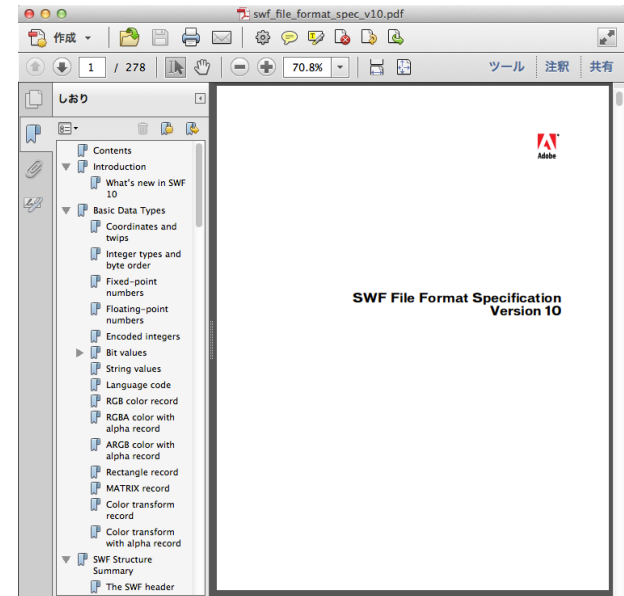 swf_file_format_spec_v10.pdf
作成
1 / 278
70.8%
ツール 注釈 共有
しおり
Contents
Introduction
What's new in SWF
10
Basic Data Types
Coordinates and
twips
Integer types and
byte order
Fixed-point
numbers
Floating-point
numbers
Encoded integers
Bit values
String values
Language code
RGB color record
RGBA color with
alpha record
ARGB color with
alpha record
Rectangle record
MATRIX record
Color transform
record
Color transform
with alpha record
SWF Structure
Summary
The SWF header
Adobe
SWF File Format Specification
Version 10